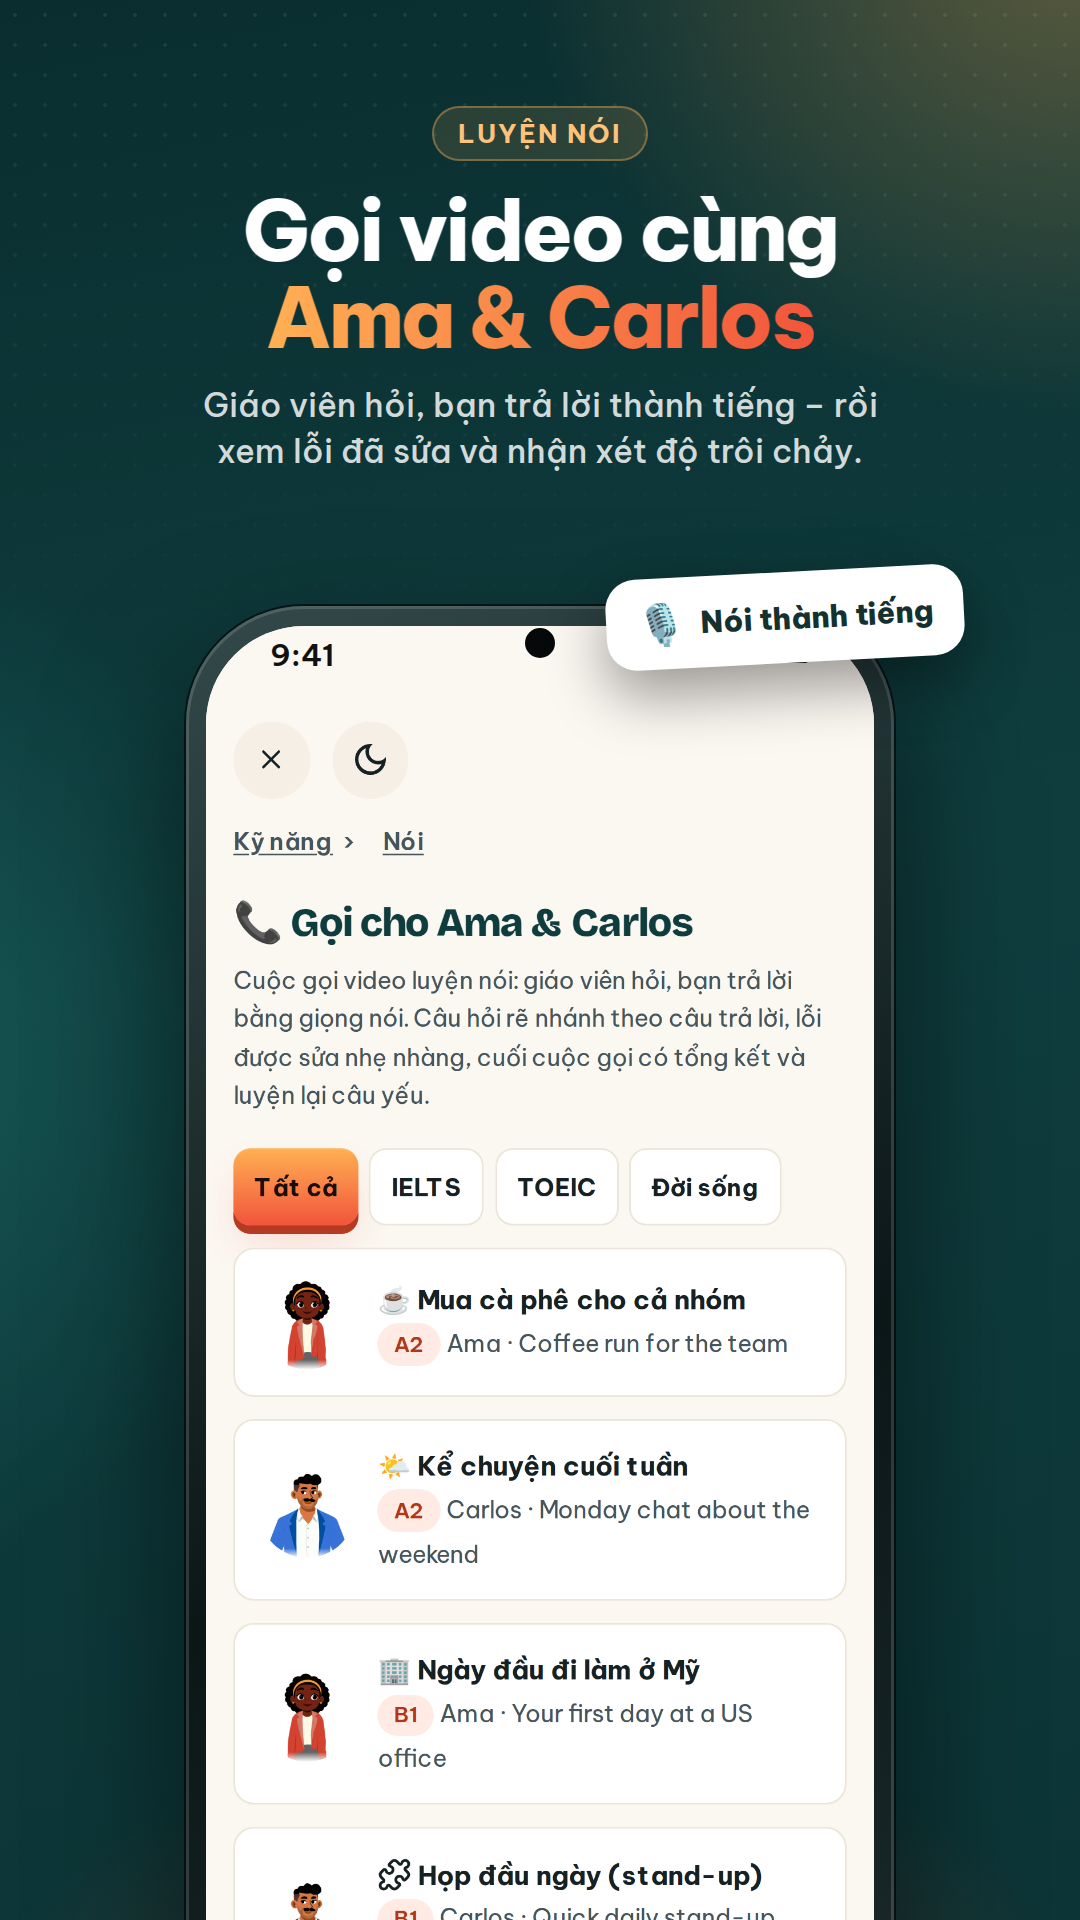 LUYỆN NÓI
Gọi video cùng
Ama & Carlos
Giáo viên hỏi, bạn trả lời thành tiếng – rồi
xem lỗi đã sửa và nhận xét độ trôi chảy.
Nói thành tiếng
9:41
Kỹ năng › Nói
Gọi cho Ama & Carlos
Cuộc gọi video luyện nói: giáo viên hỏi, bạn trả lời
bằng giọng nói. Câu hỏi rẽ nhánh theo câu trả lời, lỗi
được sửa nhẹ nhàng, cuối cuộc gọi có tổng kết và
luyện lại câu yếu.
Tất cả IELTS TOEIC Đời sống
Mua cà phê cho cả nhóm
A2 Ama · Coffee run for the team
Kể chuyện cuối tuần
A2 Carlos · Monday chat about the
weekend
Ngày đầu đi làm ở Mỹ
B1 Ama · Your first day at a US
office
Họp đầu ngày (stand-up)
B1 Carlos · Quick daily stand-up